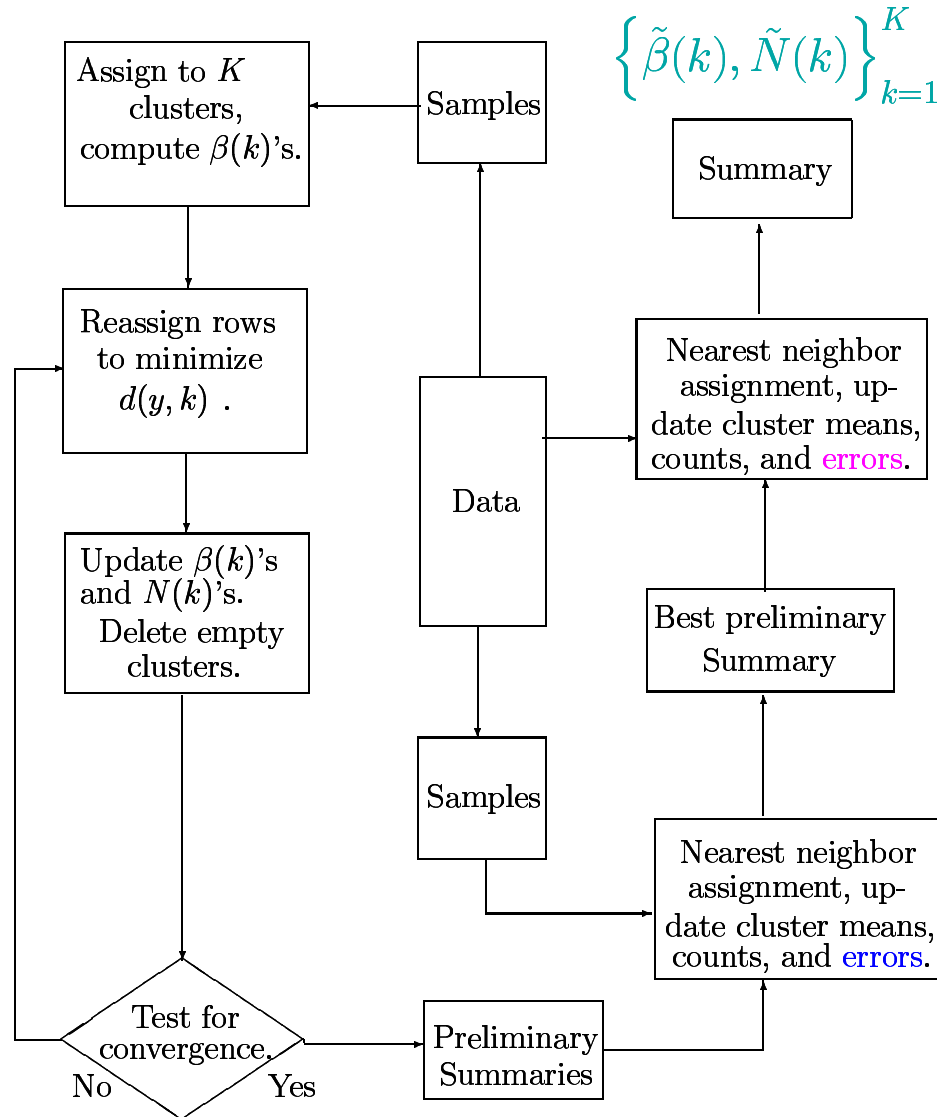 Assign to K
clusters,
compute β(k)'s.
Samples
{β̃(k), Ñ(k)}ᴷₖ₌₁
Summary
Reassign rows
to minimize
d(y, k) .
Nearest neighbor
assignment, up-
date cluster means,
counts, and errors.
Data
Update β(k)'s
and N(k)'s.
Delete empty
clusters.
Best preliminary
Summary
Samples
Nearest neighbor
assignment, up-
date cluster means,
counts, and errors.
Test for
convergence.
No
Yes
Preliminary
Summaries